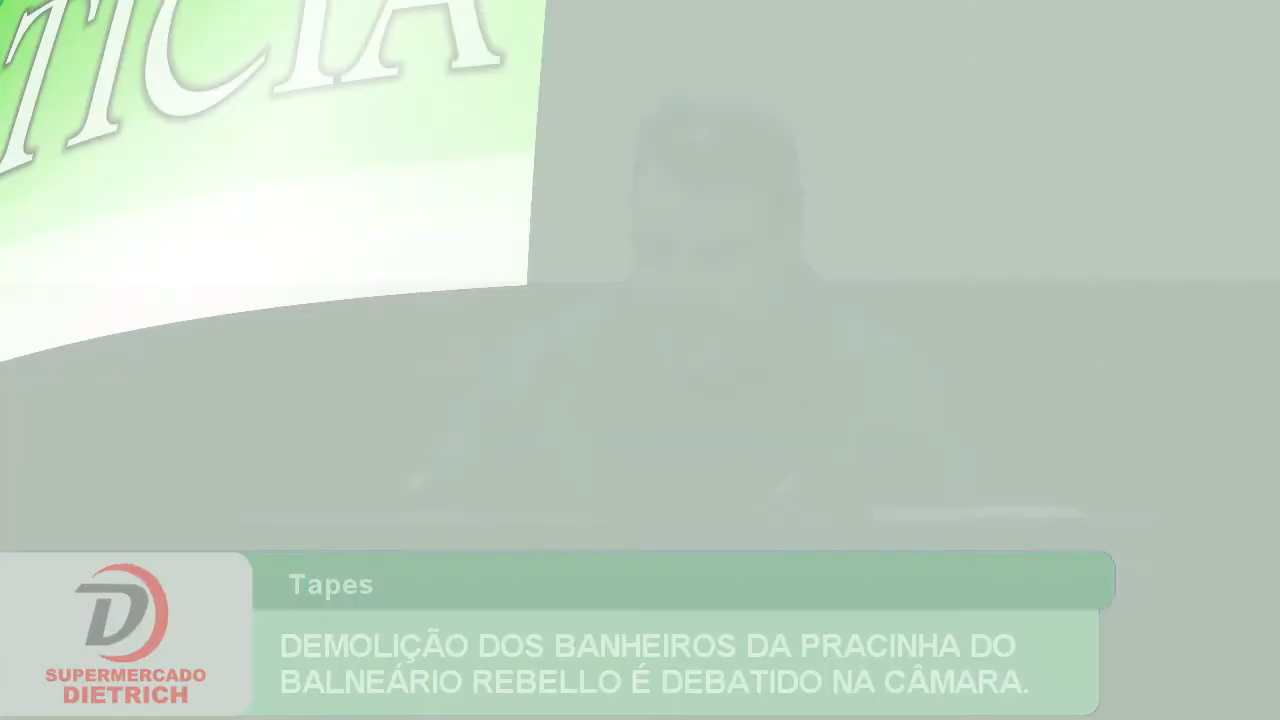 TICIA
Tapes
DEMOLIÇÃO DOS BANHEIROS DA PRACINHA DO
BALNEÁRIO REBELLO É DEBATIDO NA CÂMARA.
D
SUPERMERCADO
DIETRICH